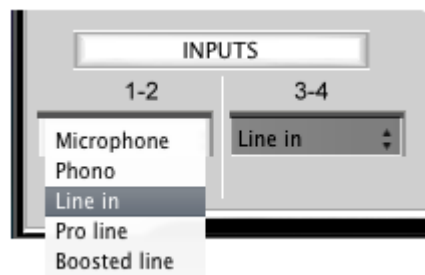 INPUTS
1-2
3-4
Microphone
Phono
Line in
Pro line
Boosted line
Line in